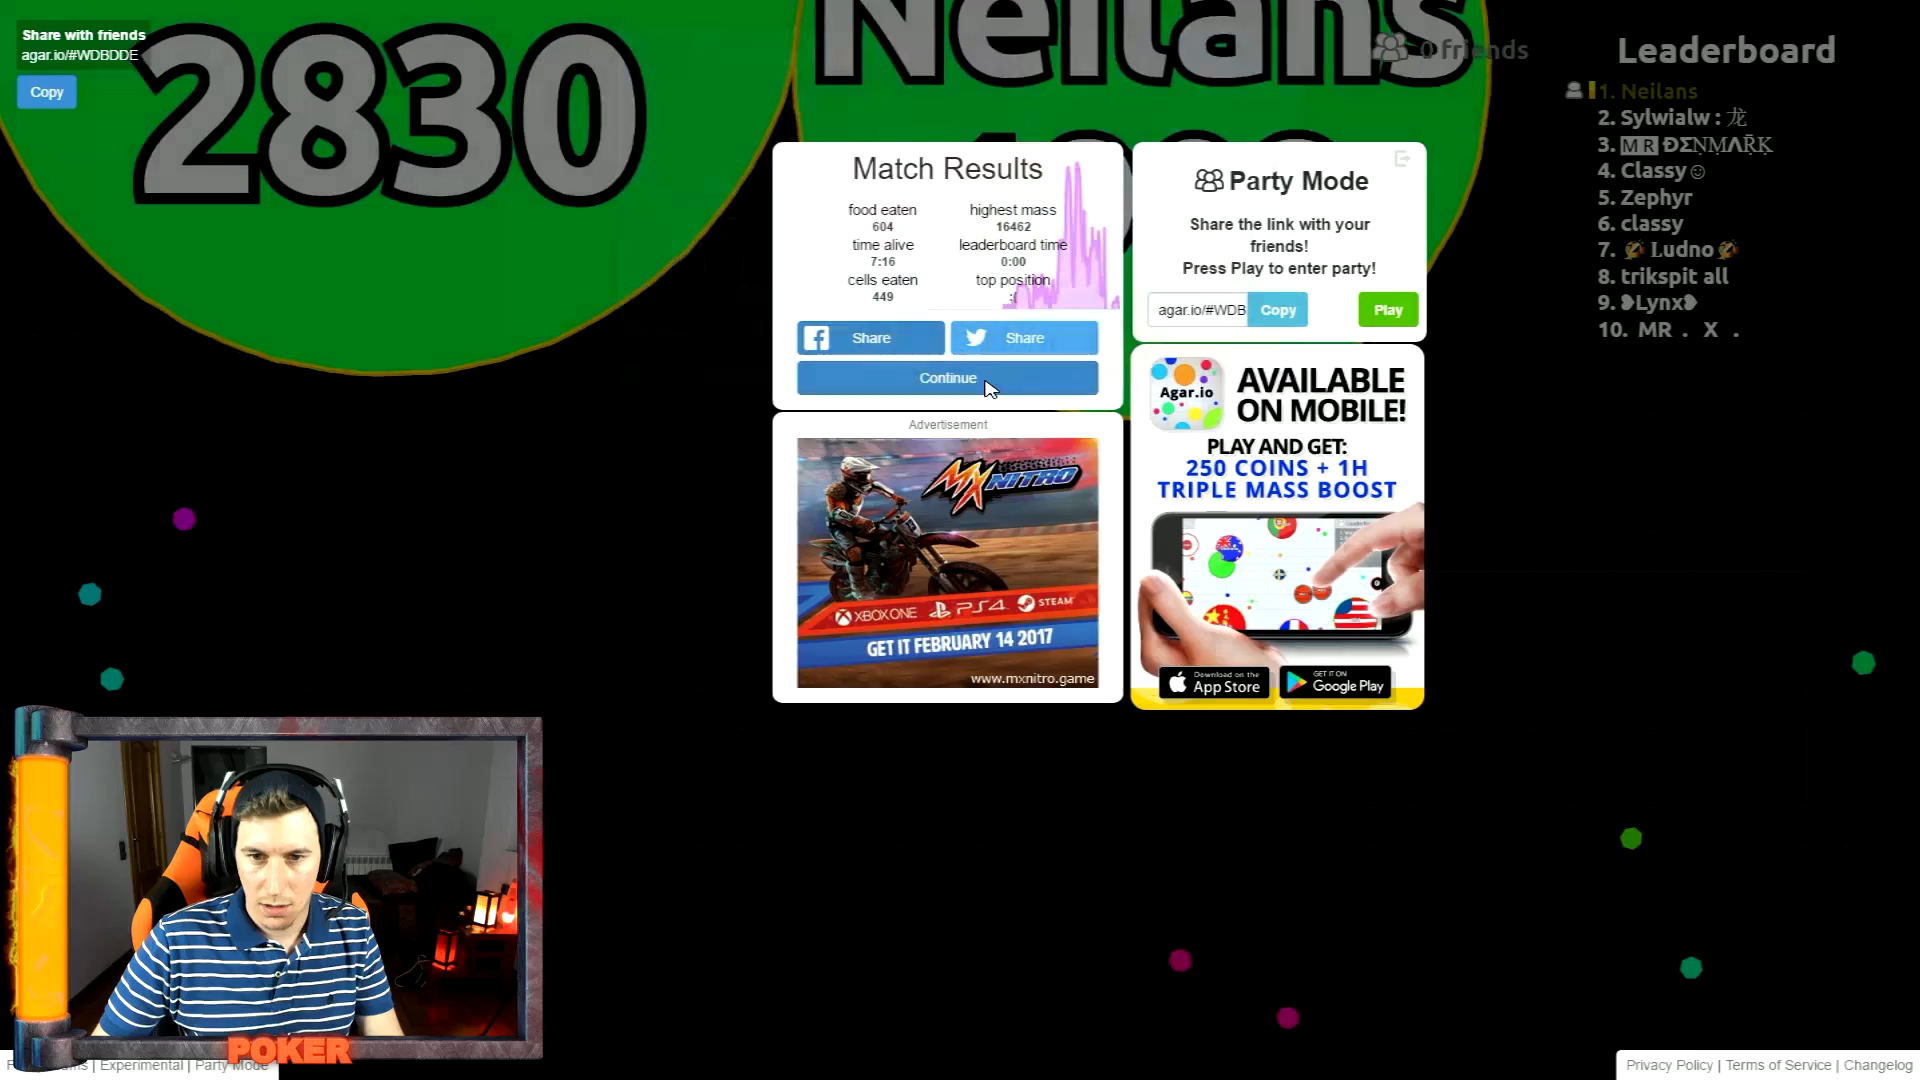 Share with friends
agar.io/#WDBDDE
Copy
2830
Neilans
0 friends
Leaderboard
1. Neilans
2. Sylwialw : 龙
3. MR ÐΣNMΛŘK
4. Classy☺
5. Zephyr
6. classy
7. Ludno
8. trikspit all
9. ❥Lynx❥
10. MR . X .
Match Results
food eaten
604
highest mass
16462
time alive
7:16
leaderboard time
0:00
cells eaten
449
top position
:(
Share
Share
Continue
Party Mode
Share the link with your
friends!
Press Play to enter party!
agar.io/#WDB
Copy
Play
Advertisement
MX NITRO
XBOX ONE PS4 STEAM
GET IT FEBRUARY 14 2017
www.mxnitro.game
Agar.io
AVAILABLE
ON MOBILE!
PLAY AND GET:
250 COINS + 1H
TRIPLE MASS BOOST
Download on the
App Store
GET IT ON
Google Play
POKER
| Experimental | Party Mode
Privacy Policy | Terms of Service | Changelog